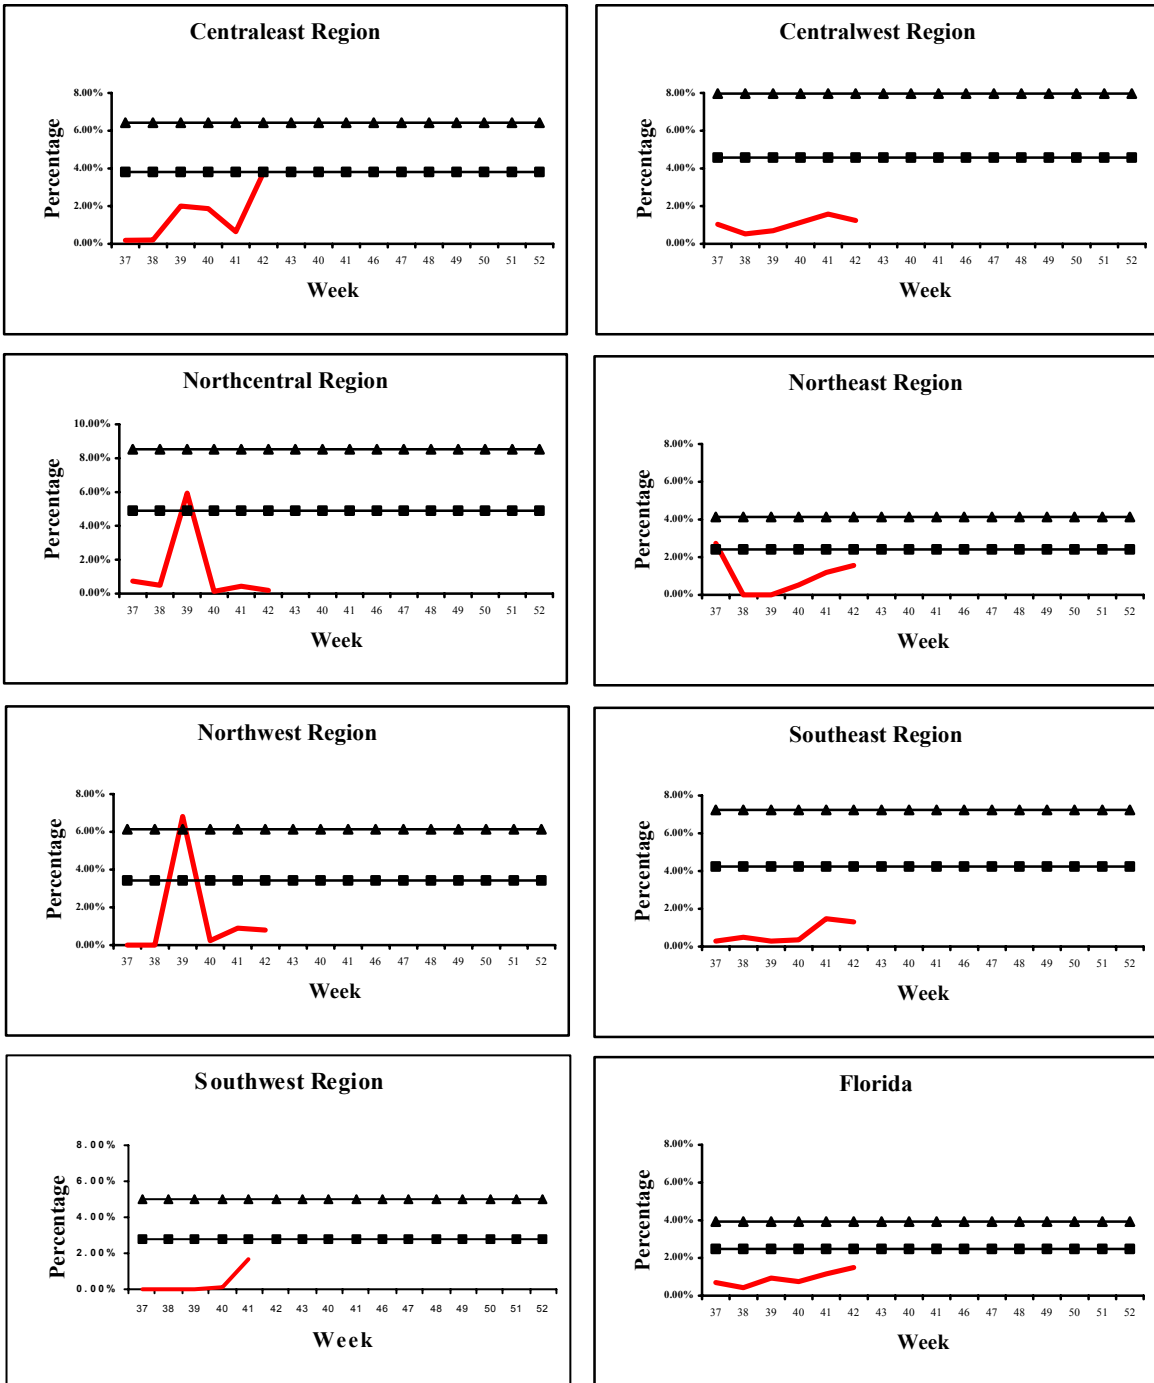 Centraleast Region
Percentage
8.00%
6.00%
4.00%
2.00%
0.00%
37 38 39 40 41 42 43 40 41 46 47 48 49 50 51 52
Week
Centralwest Region
Percentage
8.00%
6.00%
4.00%
2.00%
0.00%
37 38 39 40 41 42 43 40 41 46 47 48 49 50 51 52
Week
Northcentral Region
Percentage
10.00%
8.00%
6.00%
4.00%
2.00%
0.00%
37 38 39 40 41 42 43 40 41 46 47 48 49 50 51 52
Week
Northeast Region
Percentage
8.00%
6.00%
4.00%
2.00%
0.00%
37 38 39 40 41 42 43 40 41 46 47 48 49 50 51 52
Week
Northwest Region
Percentage
8.00%
6.00%
4.00%
2.00%
0.00%
37 38 39 40 41 42 43 40 41 46 47 48 49 50 51 52
Week
Southeast Region
Percentage
8.00%
6.00%
4.00%
2.00%
0.00%
37 38 39 40 41 42 43 40 41 46 47 48 49 50 51 52
Week
Southwest Region
Percentage
8.00%
6.00%
4.00%
2.00%
0.00%
37 38 39 40 41 42 43 40 41 46 47 48 49 50 51 52
Week
Florida
Percentage
8.00%
6.00%
4.00%
2.00%
0.00%
37 38 39 40 41 42 43 40 41 46 47 48 49 50 51 52
Week